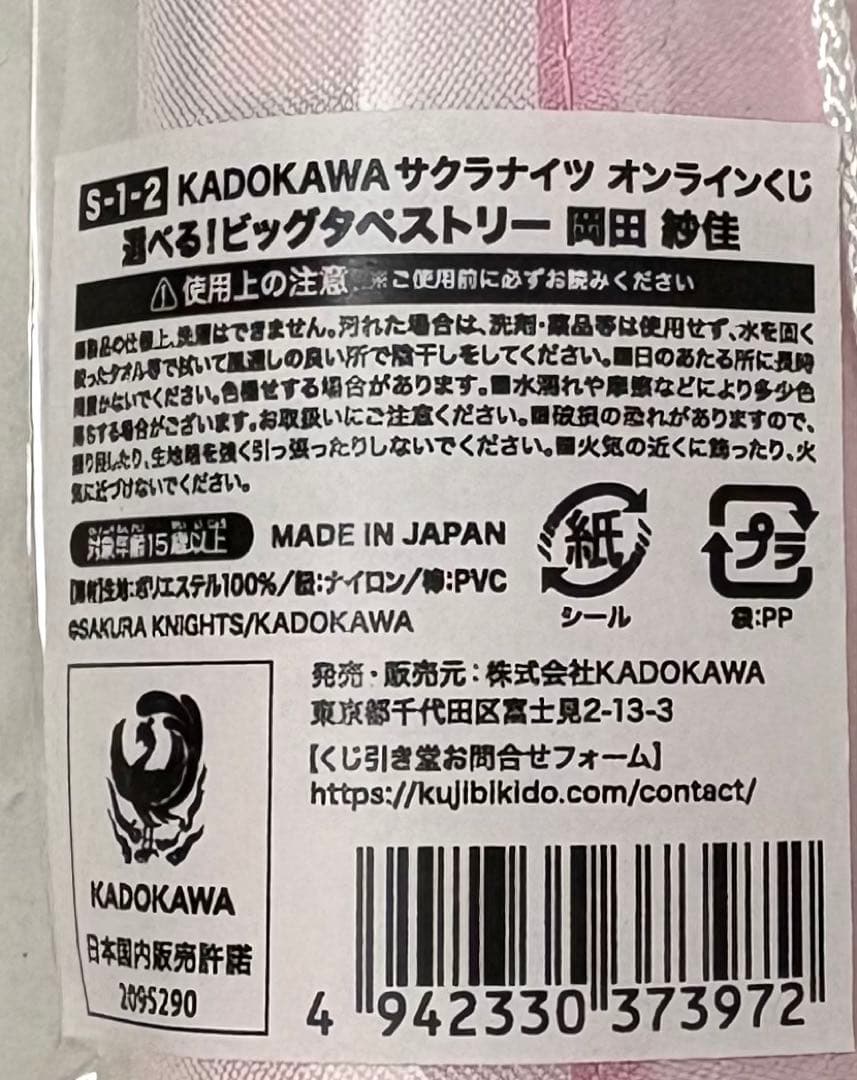 S-1-2 KADOKAWAサクラナイツ オンラインくじ
選べる!ビッグタペストリー 岡田 紗佳
使用上の注意 ※ご使用前に必ずお読みください
■製品の仕様上、洗濯はできません。汚れた場合は、洗剤・薬品等は使用せず、水を固く
絞ったタオル等で拭いて風通しの良い所で陰干しをしてください。■日のあたる所に長時
間置かないでください。色褪せする場合があります。■水濡れや摩擦などにより多少色
落ちする場合がございます。お取扱いにご注意ください。■破損の恐れがありますので、
折り曲したり、生地間を強く引っ張ったりしないでください。■火気の近くに飾ったり、火
気に近づけないでください。
対象年齢15歳以上 MADE IN JAPAN
【素材】生地:ポリエステル100%/紐:ナイロン/棒:PVC
©SAKURA KNIGHTS/KADOKAWA
紙
シール
プラ
袋:PP
発売・販売元:株式会社KADOKAWA
東京都千代田区富士見2-13-3
【くじ引き堂お問合せフォーム】
https://kujibikido.com/contact/
KADOKAWA
日本国内販売許諾
2095290
4 942330 373972